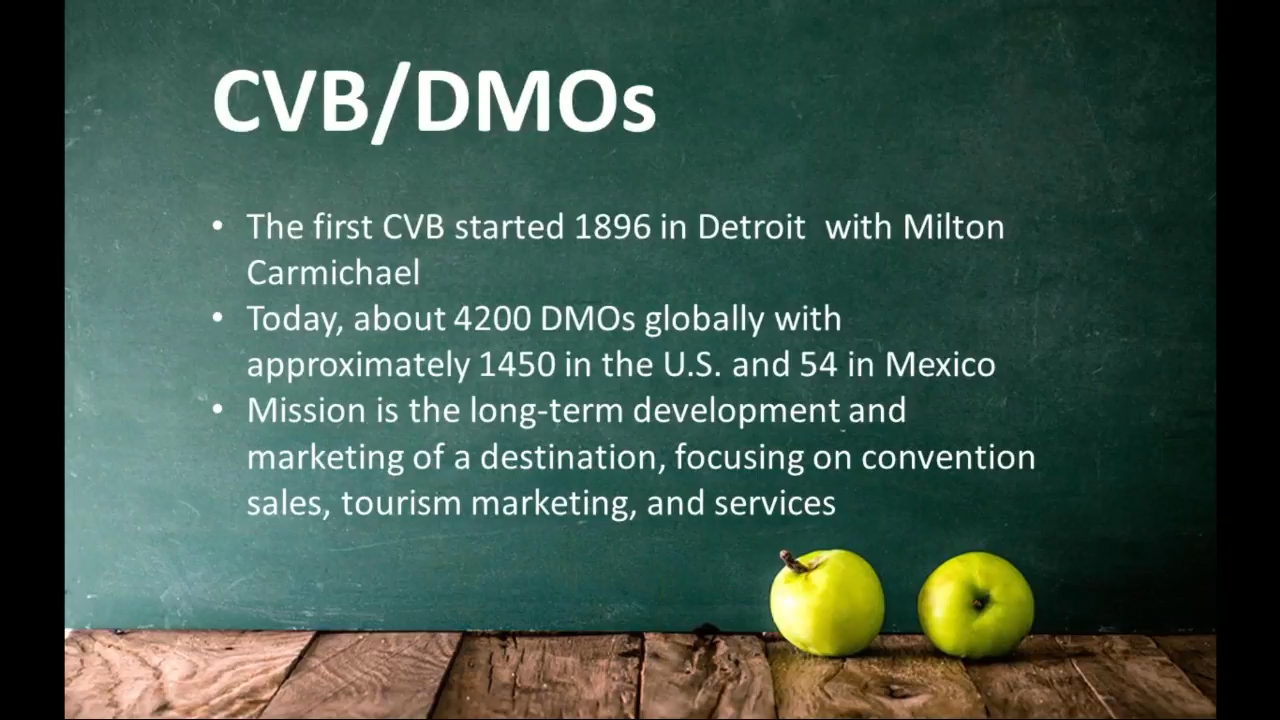 CVB/DMOs
• The first CVB started 1896 in Detroit  with Milton
Carmichael
• Today, about 4200 DMOs globally with
approximately 1450 in the U.S. and 54 in Mexico
• Mission is the long-term development and
marketing of a destination, focusing on convention
sales, tourism marketing, and services